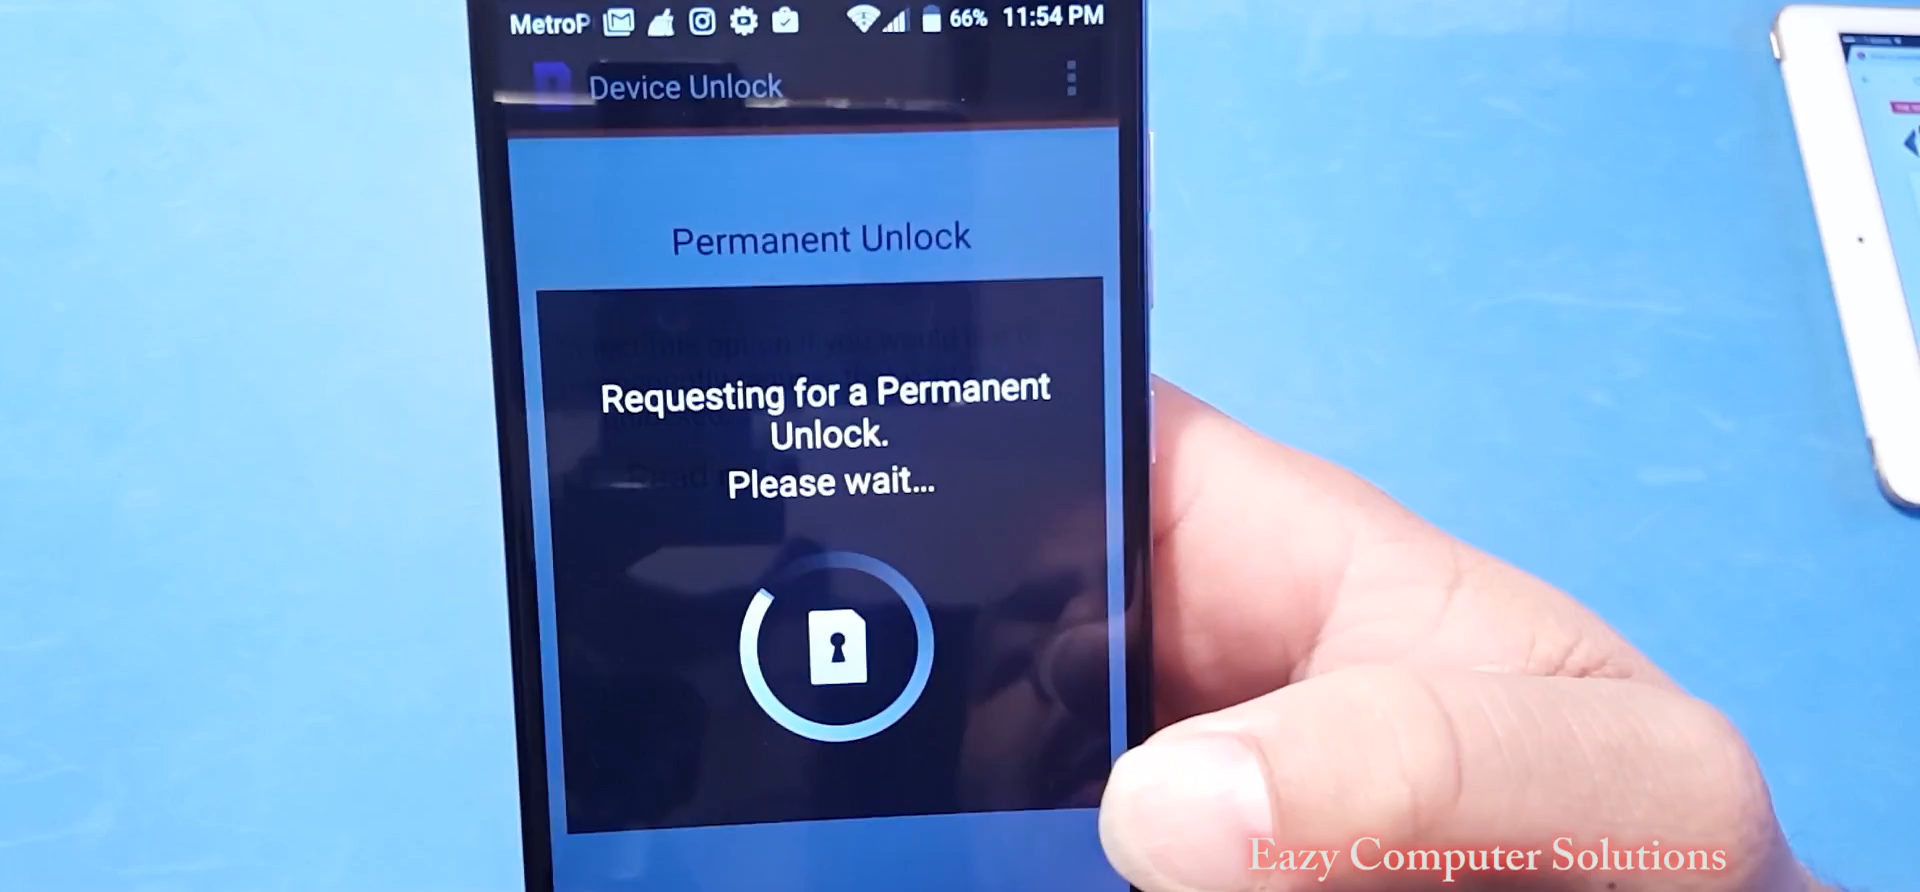 MetroP 66% 11:54 PM
Device Unlock
Permanent Unlock
Requesting for a Permanent
Unlock.
Please wait...
Eazy Computer Solutions